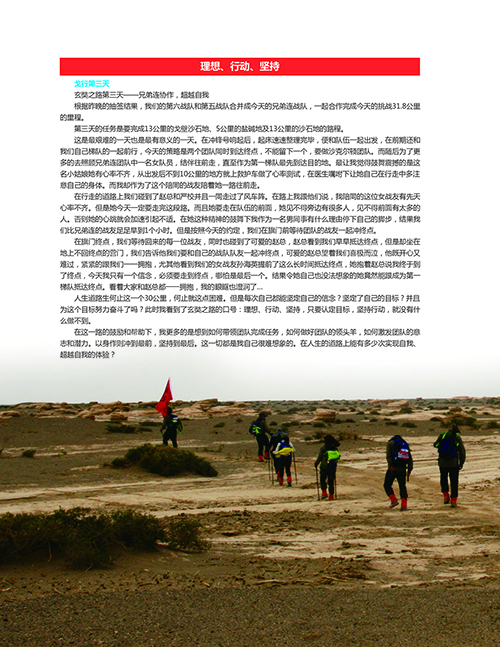 理想、行动、坚持
戈行第三天
玄奘之路第三天——兄弟连协作，超越自我
根据昨晚的抽签结果，我们的第六战队和第五战队合并成今天的兄弟连战队，一起合作完成今天的挑战31.8公里
的里程。
第三天的任务是要完成13公里的戈壁沙石地、5公里的盐碱地及13公里的沙石地的路程。
这是最艰难的一天也是最有意义的一天。在冲锋号响起后，起床速速整理完毕，便和队伍一起出发，在前期还和
我们自己梯队的一起前行，今天的策略是两个团队同时到达终点，不能留下一个，要做沙克尔顿团队。而随后为了更
多的去照顾兄弟连团队中一名女队员，结伴往前走，直至作为第一梯队最先到达目的地。最让我觉得鼓舞震撼的是这
名小姑娘她有心率不齐，从出发后不到10公里的地方就上救护车做了心率测试，在医生嘱咐下让她自己在行走中多注
意自己的身体。而我却作为了这个陪同的战友陪着她一路往前走。
在行走的道路上我们碰到了赵总和严校并且一同走过了风车阵。在路上我跟他们说，我陪同的这位女战友有先天
心率不齐。但是她今天一定要走完这段路。而且她要走在队伍的前面，她见不得旁边有很多人，见不得前面有太多的
人。否则她的心跳就会加速引起不适。在她这种精神的鼓舞下我作为一名男同事有什么理由停下自己的脚步，结果我
们比兄弟连的战友足足早到1个小时。但是按照今天的约定，我们在旗门前等待团队的战友一起冲终点。
在旗门终点，我们等待回来的每一位战友，同时也碰到了可爱的赵总，赵总看到我们早早抵达终点，但是却坐在
地上不回终点的营门，我们告诉他我们要和自己的战队队友一起冲终点，可爱的赵总望着我们喜极而泣，他既开心又
难过，紧紧的跟我们一一拥抱，尤其他看到我们的女战友孙海英提前了这么长时间抵达终点，她抱着赵总说我终于到
了终点，今天我只有一个信念，必须要走到终点，哪怕是最后一个。结果令她自己也没法想象的她竟然能跟成为第一
梯队抵达终点。看着大家和赵总都一一拥抱，我的眼眶也湿润了…
人生道路生何止这一个30公里，何止就这点困难。但是每次自己都能坚定自己的信念？坚定了自己的目标？并且
为这个目标努力奋斗了吗？此时我看到了玄奘之路的口号：理想、行动、坚持，只要认定目标，坚持行动，就没有什
么做不到。
在这一路的鼓励和帮助下，我更多的是想到如何带领团队完成任务，如何做好团队的领头羊，如何激发团队的意
志和潜力。以身作则冲到最前，坚持到最后。这一切都是我自己很难想象的。在人生的道路上能有多少次实现自我、
超越自我的体验？